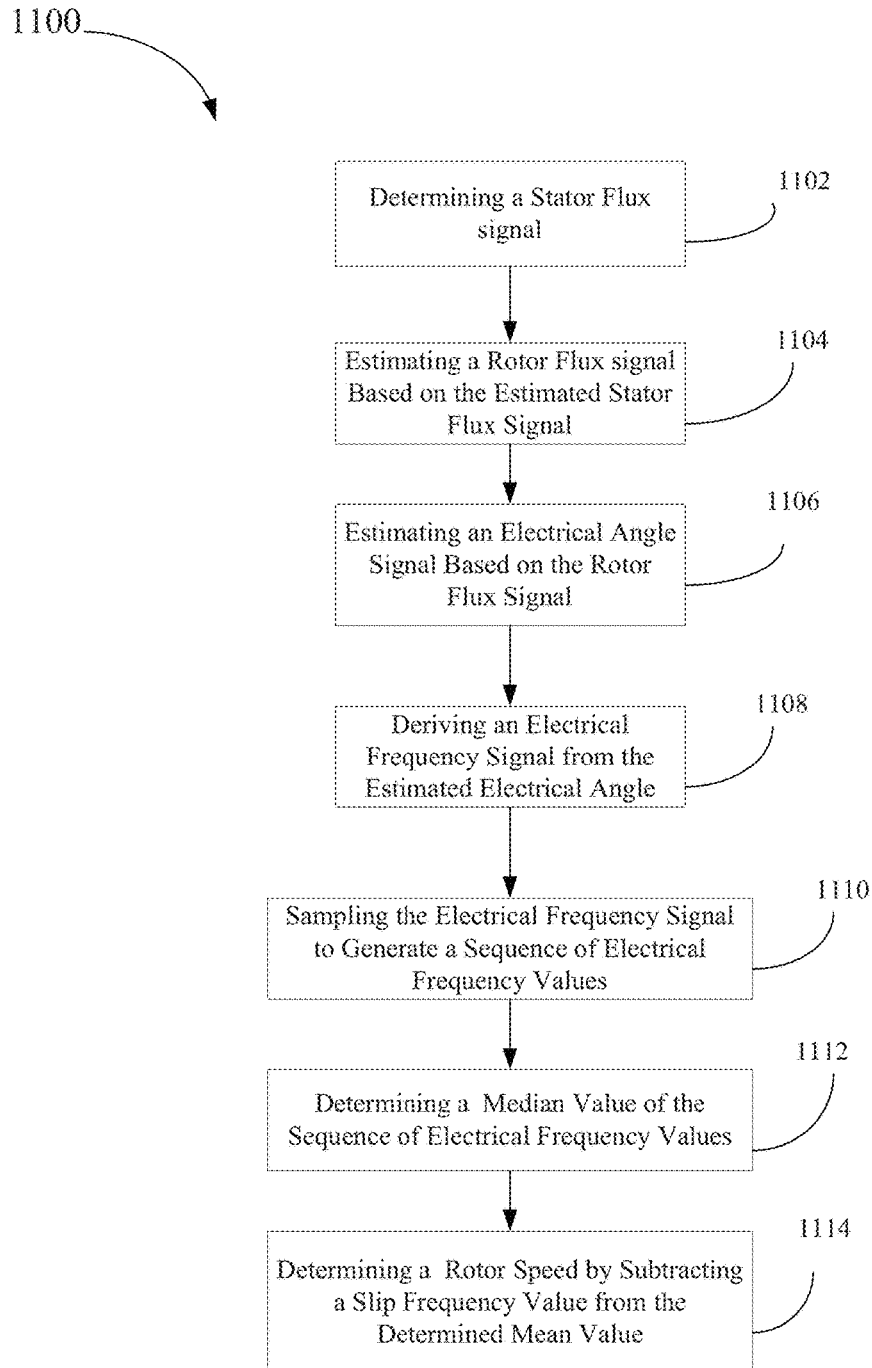 1100
Determining a Stator Flux
signal
1102
Estimating a Rotor Flux signal
Based on the Estimated Stator
Flux Signal
1104
Estimating an Electrical Angle
Signal Based on the Rotor
Flux Signal
1106
Deriving an Electrical
Frequency Signal from the
Estimated Electrical Angle
1108
Sampling the Electrical Frequency Signal
to Generate a Sequence of Electrical
Frequency Values
1110
Determining a Median Value of the
Sequence of Electrical Frequency Values
1112
Determining a Rotor Speed by Subtracting
a Slip Frequency Value from the
Determined Mean Value
1114